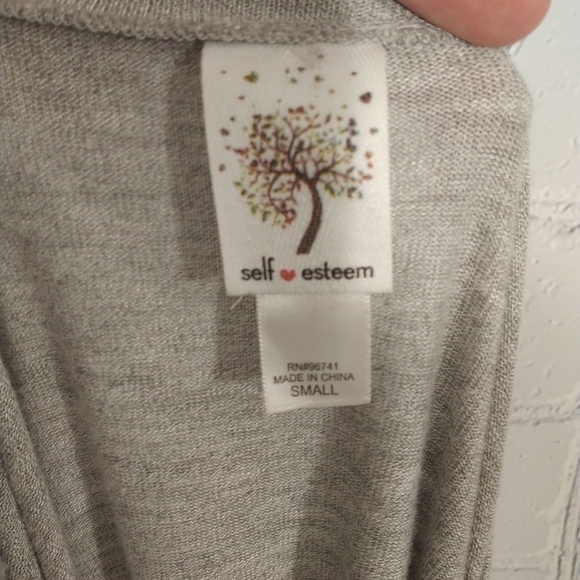 self ❤ esteem
RN#96741
MADE IN CHINA
SMALL